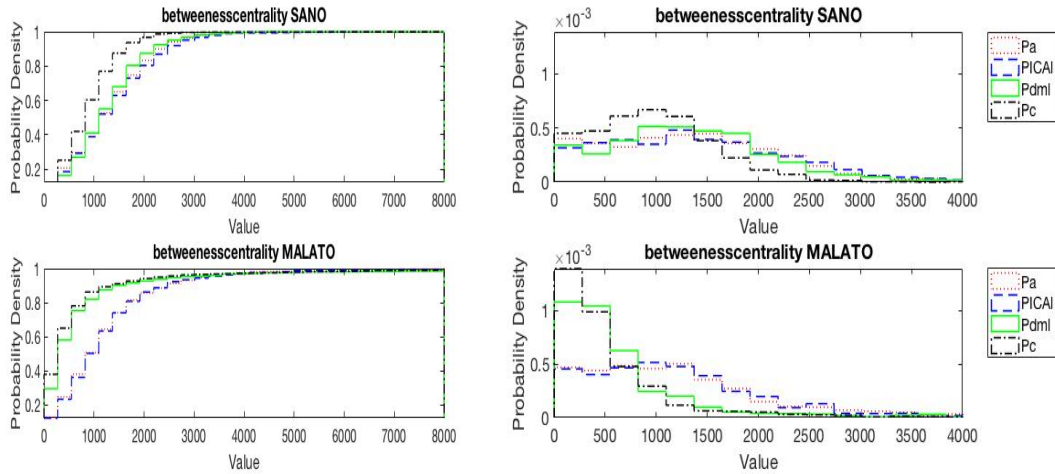 betweenesscentrality SANO
Probability Density
1
0.8
0.6
0.4
0.2
0 1000 2000 3000 4000 5000 6000 7000 8000
Value
betweenesscentrality SANO
×10⁻³
Probability Density
1
0.5
0
0 500 1000 1500 2000 2500 3000 3500 4000
Value
Pa
PICAl
Pdml
Pc
betweenesscentrality MALATO
Probability Density
1
0.8
0.6
0.4
0.2
0 1000 2000 3000 4000 5000 6000 7000 8000
Value
betweenesscentrality MALATO
×10⁻³
Probability Density
1
0.5
0
0 500 1000 1500 2000 2500 3000 3500 4000
Value
Pa
PICAl
Pdml
Pc